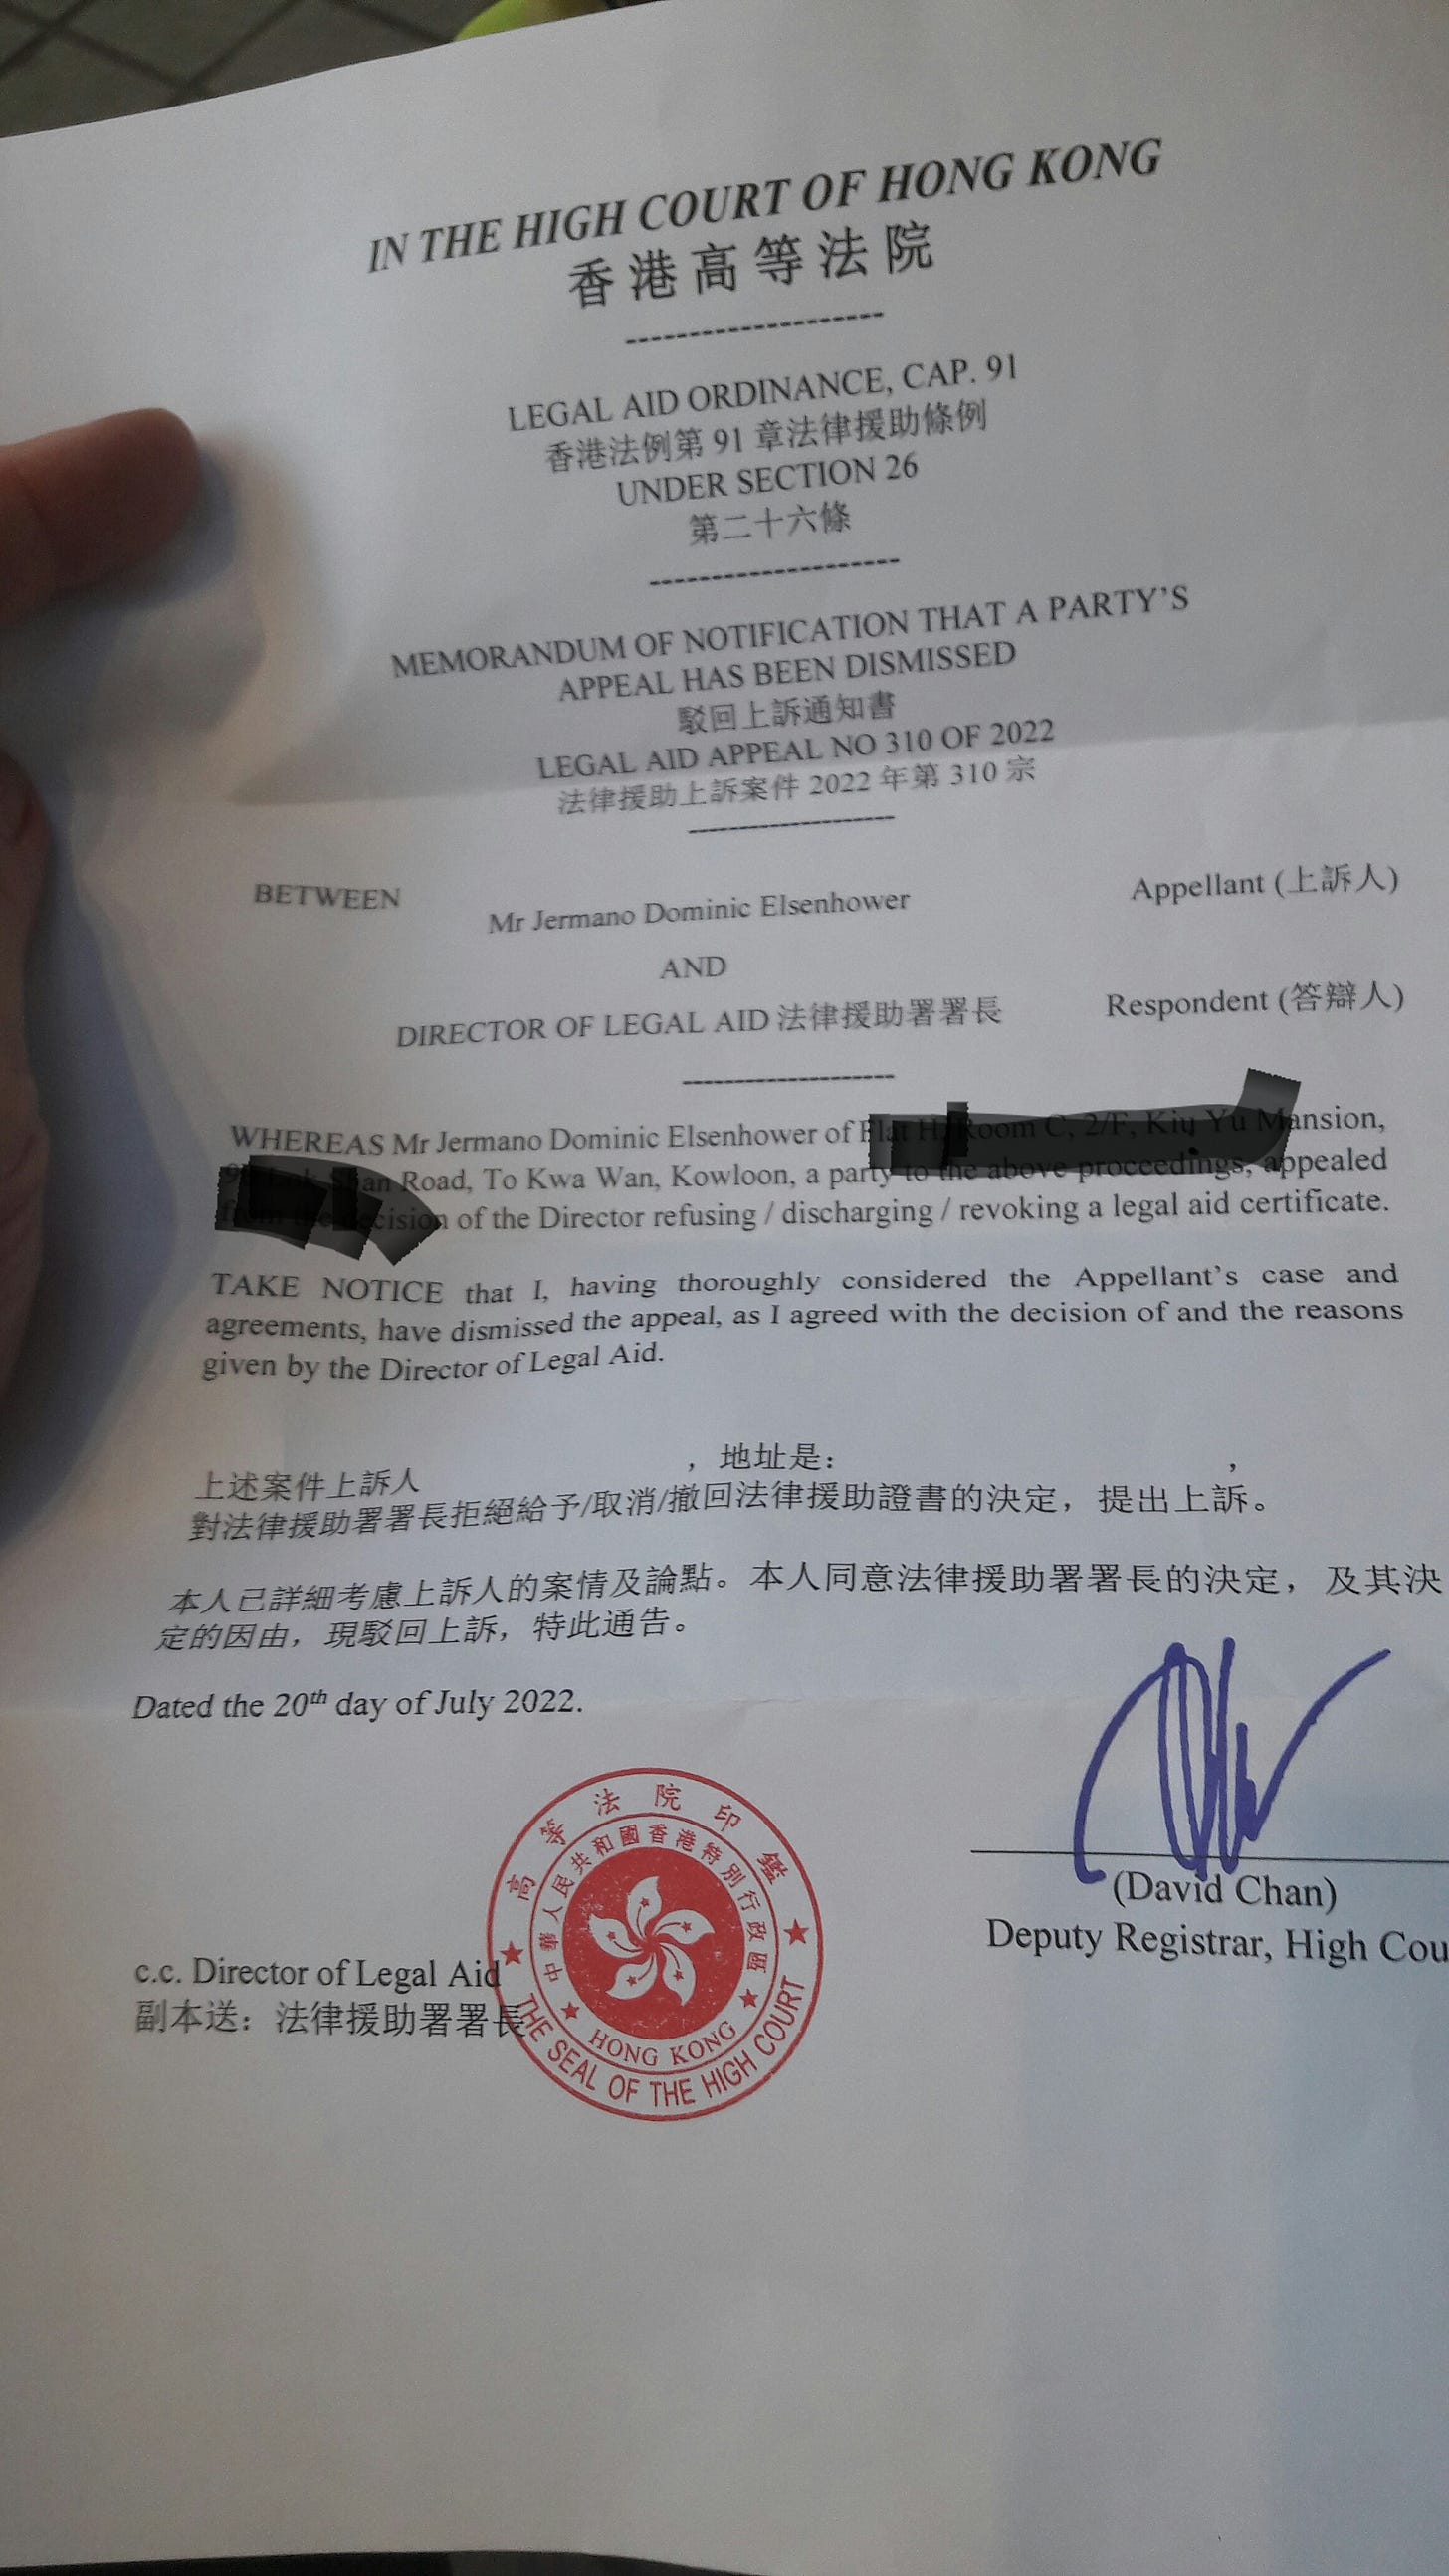 IN THE HIGH COURT OF HONG KONG
香港高等法院
--------------------
LEGAL AID ORDINANCE, CAP. 91
香港法例第 91 章法律援助條例
UNDER SECTION 26
第二十六條
--------------------
MEMORANDUM OF NOTIFICATION THAT A PARTY'S
APPEAL HAS BEEN DISMISSED
駁回上訴通知書
LEGAL AID APPEAL NO 310 OF 2022
法律援助上訴案件 2022 年第 310 宗
--------------------
BETWEEN Mr Jermano Dominic Elsenhower Appellant (上訴人)
AND
DIRECTOR OF LEGAL AID 法律援助署署長 Respondent (答辯人)
--------------------
WHEREAS Mr Jermano Dominic Elsenhower of
Road, To Kwa Wan, Kowloon, a party to the above proceedings, appealed
of the Director refusing / discharging / revoking a legal aid certificate.
TAKE NOTICE that I, having thoroughly considered the Appellant's case and
agreements, have dismissed the appeal, as I agreed with the decision of and the reasons
given by the Director of Legal Aid.
上述案件上訴人 , 地址是: ,
對法律援助署署長拒絕給予/取消/撤回法律援助證書的決定，提出上訴。
本人已詳細考慮上訴人的案情及論點。本人同意法律援助署署長的決定，及其決
定的因由，現駁回上訴，特此通告。
Dated the 20th day of July 2022.
(David Chan)
Deputy Registrar, High Cou
c.c. Director of Legal Aid
副本送：法律援助署署長
高等法院印鑑
中華人民共和國香港特別行政區
HONG KONG
THE SEAL OF THE HIGH COURT